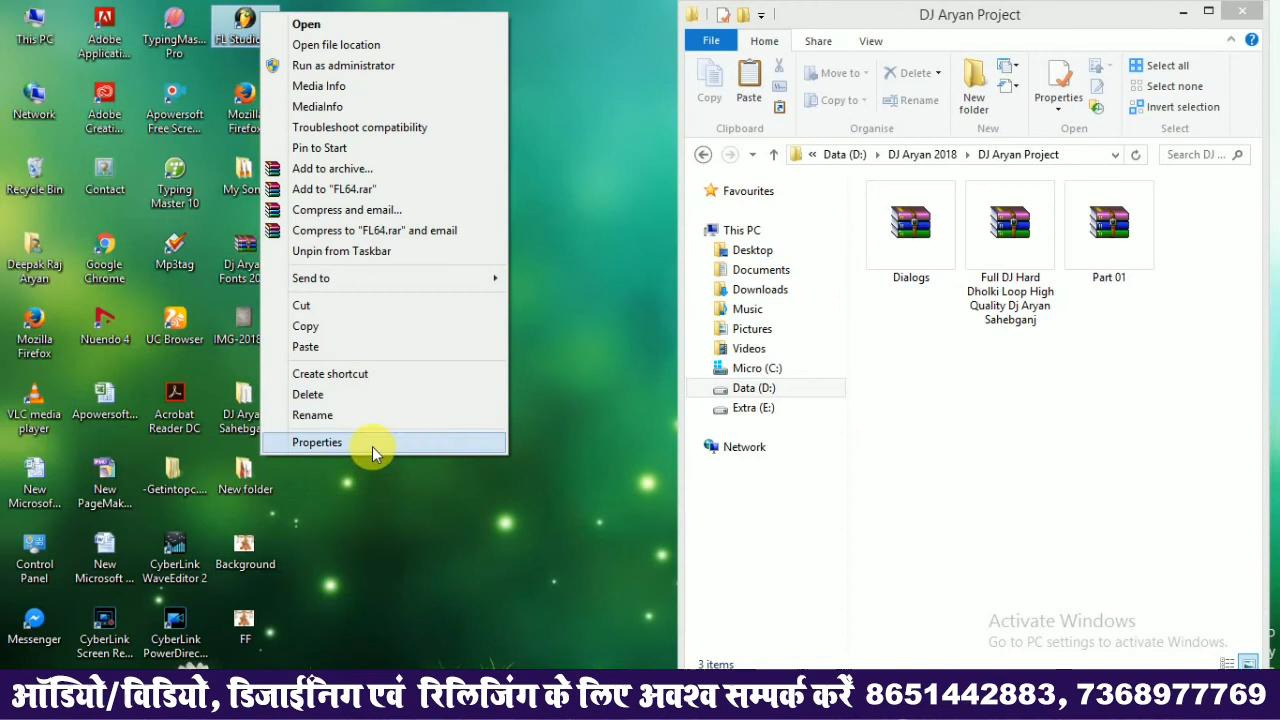 This PC
Adobe
Applicati...
TypingMas...
Pro
FL Studio
Network
Adobe
Creati...
Apowersoft
Free Scre...
Mozilla
Firefox
Recycle Bin
Contact
Typing
Master 10
My Son
Deepak Raj
Aryan
Google
Chrome
Mp3tag
Dj Arya
Fonts 20
Mozilla
Firefox
Nuendo 4
UC Browser
IMG-2018
VLC media
player
Apowersoft...
Acrobat
Reader DC
DJ Arya
Sahebga
New
Microsof...
New
PageMak...
-Getintopc....
New folder
Control
Panel
New
Microsoft ...
CyberLink
WaveEditor 2
Background
Messenger
CyberLink
Screen Re...
CyberLink
PowerDirec...
FF
Open
Open file location
Run as administrator
Media Info
MediaInfo
Troubleshoot compatibility
Pin to Start
Add to archive...
Add to "FL64.rar"
Compress and email...
Compress to "FL64.rar" and email
Unpin from Taskbar
Send to
Cut
Copy
Paste
Create shortcut
Delete
Rename
Properties
DJ Aryan Project
File Home Share View
Copy
Paste
Move to
Copy to
Delete
Rename
New
folder
Properties
Select all
Select none
Invert selection
Clipboard Organise New Open Select
« Data (D:) DJ Aryan 2018 DJ Aryan Project
Search DJ ...
Favourites
This PC
Desktop
Documents
Downloads
Music
Pictures
Videos
Micro (C:)
Data (D:)
Extra (E:)
Network
Dialogs
Full DJ Hard
Dholki Loop High
Quality Dj Aryan
Sahebganj
Part 01
Activate Windows
Go to PC settings to activate Windows.
3 items
ऑडियो/विडियो, डिजाईनिंग एवं रिलिजिंग के लिए अवश्व सम्पर्क करें 8651442883, 7368977769